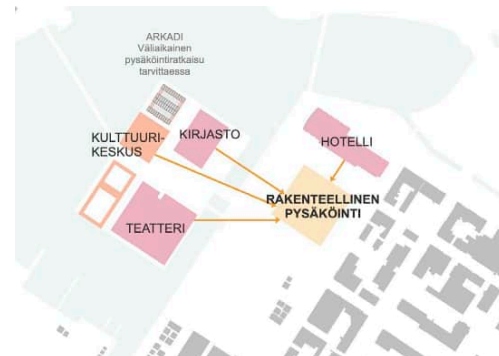 ARKADI
Väliaikainen
pysäköintiratkaisu
tarvittaessa
KULTTUURI-
KESKUS
KIRJASTO
HOTELLI
RAKENTEELLINEN
PYSÄKÖINTI
TEATTERI